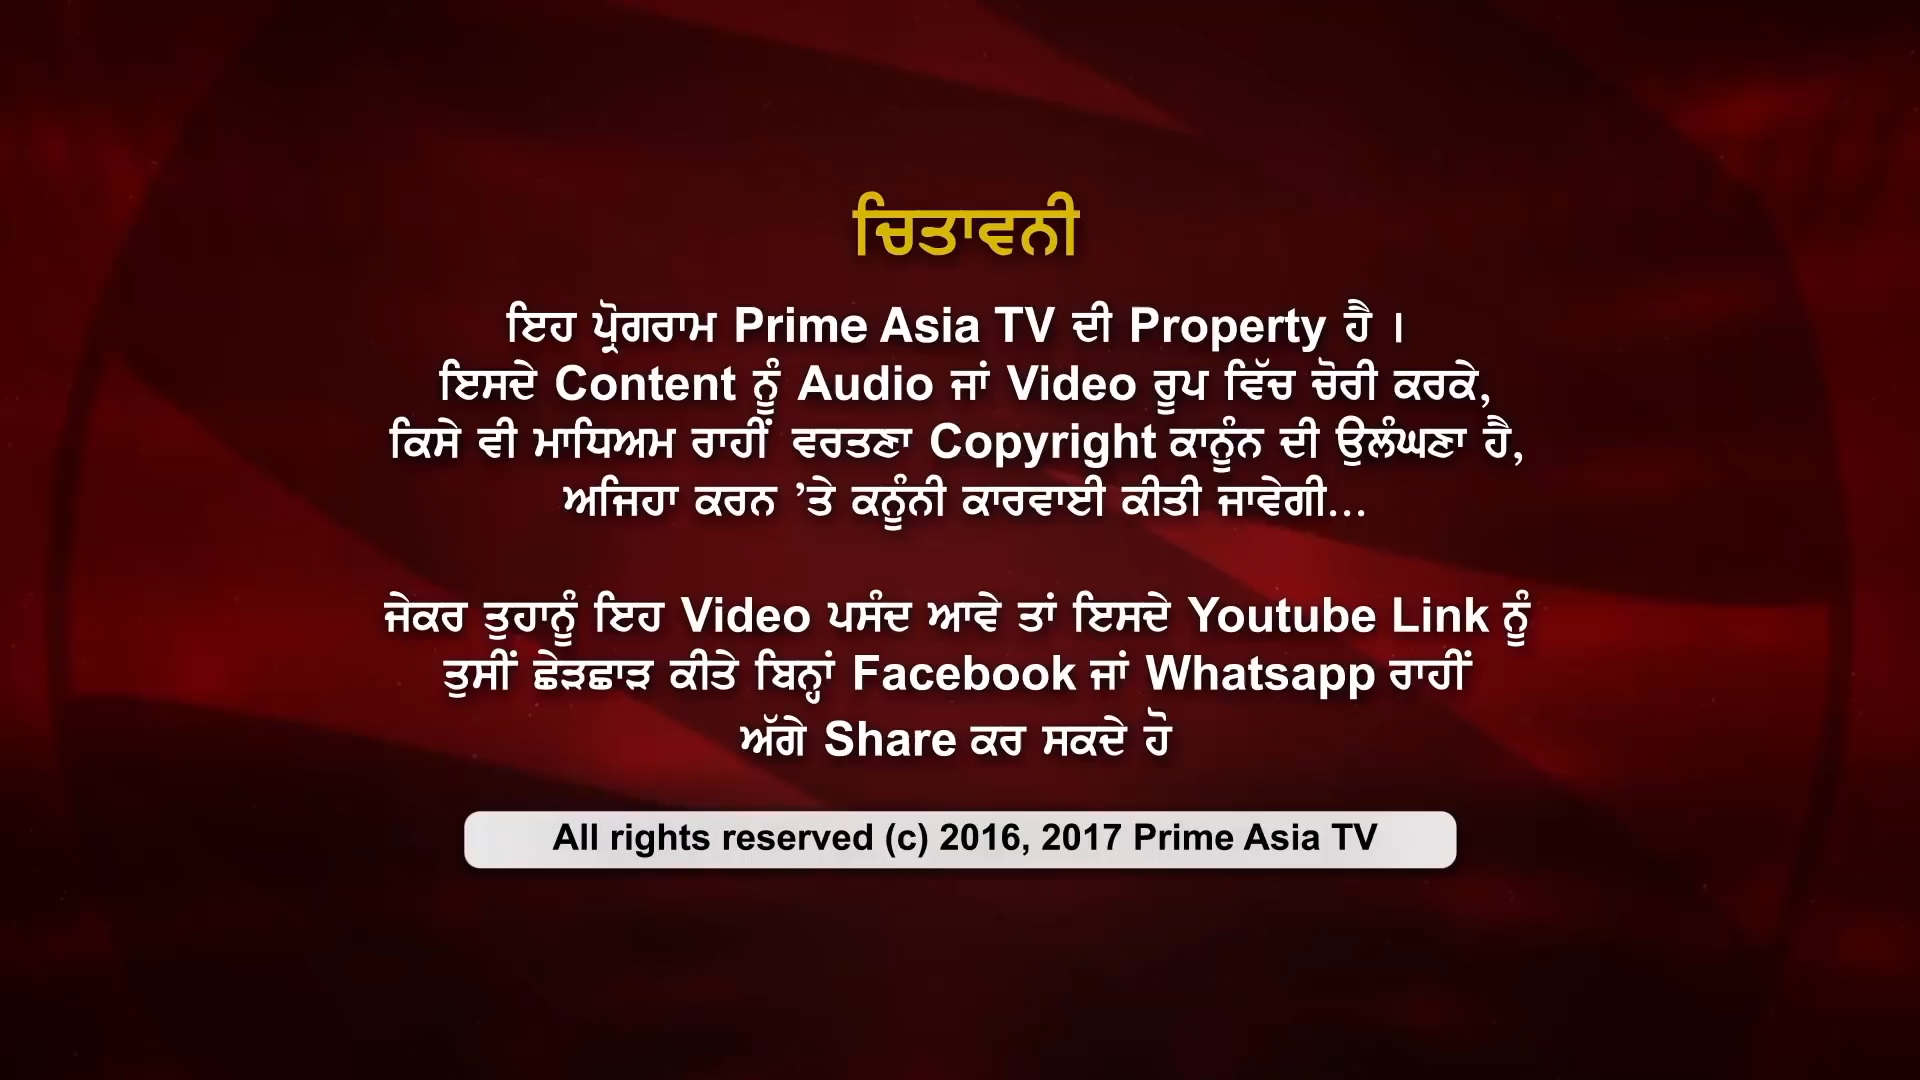 ਚਿਤਾਵਨੀ
ਇਹ ਪ੍ਰੋਗਰਾਮ Prime Asia TV ਦੀ Property ਹੈ ।
ਇਸਦੇ Content ਨੂੰ Audio ਜਾਂ Video ਰੂਪ ਵਿੱਚ ਚੋਰੀ ਕਰਕੇ,
ਕਿਸੇ ਵੀ ਮਾਧਿਅਮ ਰਾਹੀਂ ਵਰਤਣਾ Copyright ਕਾਨੂੰਨ ਦੀ ਉਲੰਘਣਾ ਹੈ,
ਅਜਿਹਾ ਕਰਨ ’ਤੇ ਕਨੂੰਨੀ ਕਾਰਵਾਈ ਕੀਤੀ ਜਾਵੇਗੀ...
ਜੇਕਰ ਤੁਹਾਨੂੰ ਇਹ Video ਪਸੰਦ ਆਵੇ ਤਾਂ ਇਸਦੇ Youtube Link ਨੂੰ
ਤੁਸੀਂ ਛੇੜਛਾੜ ਕੀਤੇ ਬਿਨ੍ਹਾਂ Facebook ਜਾਂ Whatsapp ਰਾਹੀਂ
ਅੱਗੇ Share ਕਰ ਸਕਦੇ ਹੋ
All rights reserved (c) 2016, 2017 Prime Asia TV